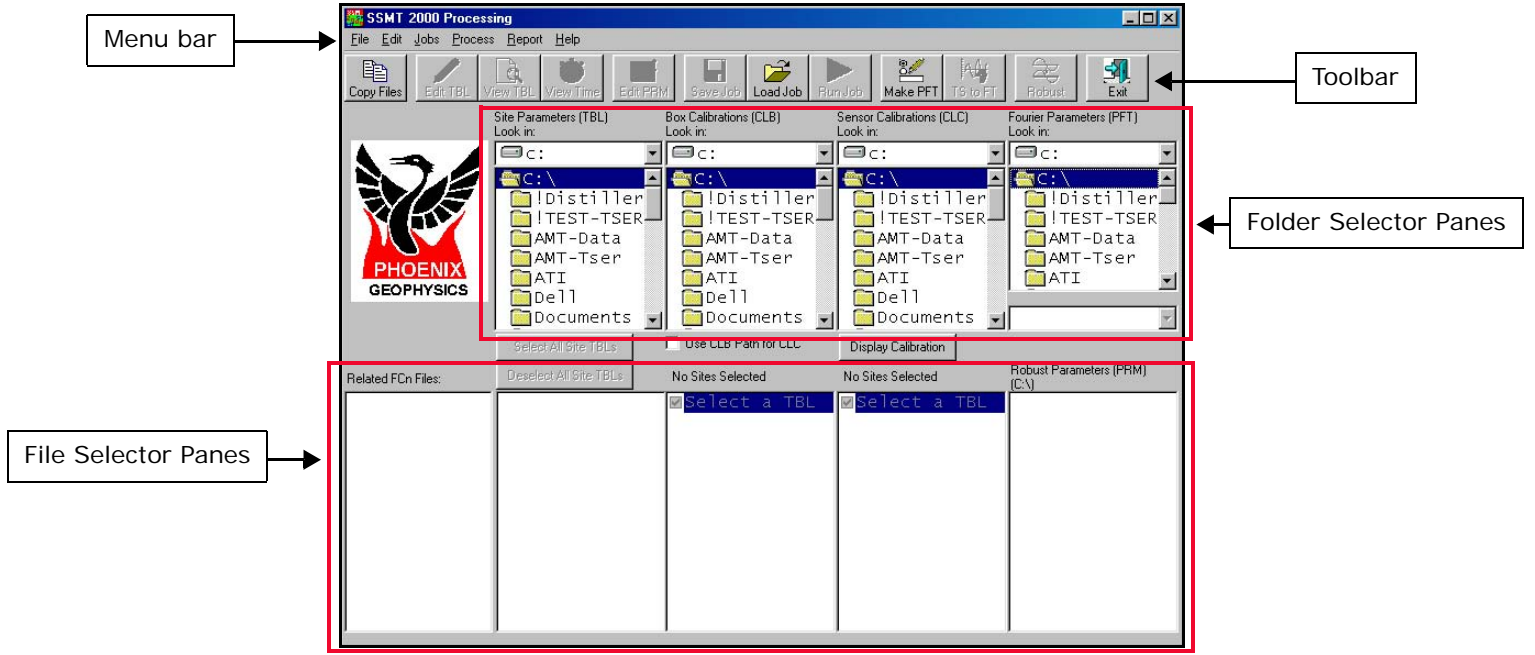 SSMT 2000 Processing
Menu bar
File Edit Jobs Process Report Help
Copy Files Edit TBL View TBL View Time Edit PRM Save Job Load Job Run Job Make PFT TS to FT Robust Exit
Toolbar
Site Parameters (TBL) Box Calibrations (CLB) Sensor Calibrations (CLC) Fourier Parameters (PFT)
Look in: Look in: Look in: Look in:
c: c: c: c:
C:\ C:\ C:\ C:\
!Distiller !Distiller !Distiller !Distiller
!TEST-TSER !TEST-TSER !TEST-TSER !TEST-TSER
Folder Selector Panes
AMT-Data AMT-Data AMT-Data AMT-Data
AMT-Tser AMT-Tser AMT-Tser AMT-Tser
PHOENIX
ATI ATI ATI ATI
GEOPHYSICS
Dell Dell Dell
Documents Documents Documents
Select All Site TBLs Use CLB Path for CLC Display Calibration
Related FCn Files: Deselect All Site TBLs No Sites Selected No Sites Selected Robust Parameters (PRM)
(C:\)
Select a TBL Select a TBL
File Selector Panes